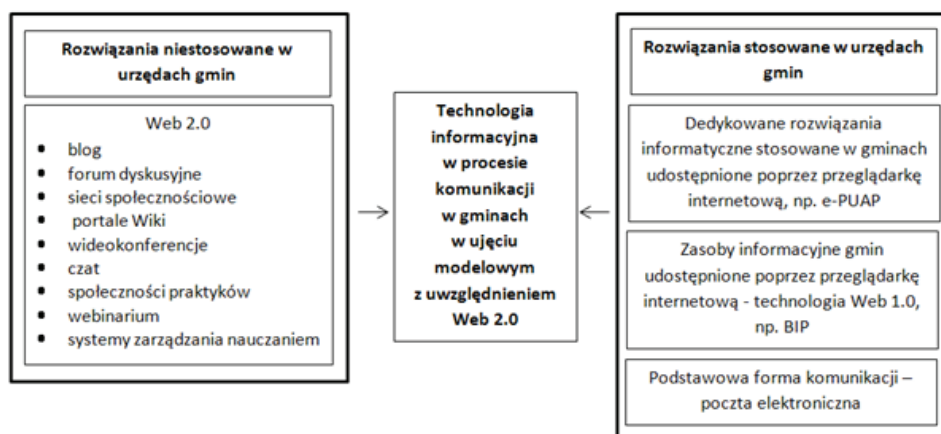 Rozwiązania niestosowane w
urzędach gmin
Web 2.0
• blog
• forum dyskusyjne
• sieci społecznościowe
• portale Wiki
• wideokonferencje
• czat
• społeczności praktyków
• webinarium
• systemy zarządzania nauczaniem
Technologia
informacyjna
w procesie
komunikacji
w gminach
w ujęciu
modelowym
z uwzględnieniem
Web 2.0
Rozwiązania stosowane w urzędach
gmin
Dedykowane rozwiązania
informatyczne stosowane w gminach
udostępnione poprzez przeglądarkę
internetową, np. e-PUAP
Zasoby informacyjne gmin
udostępnione poprzez przeglądarkę
internetową - technologia Web 1.0,
np. BIP
Podstawowa forma komunikacji –
poczta elektroniczna